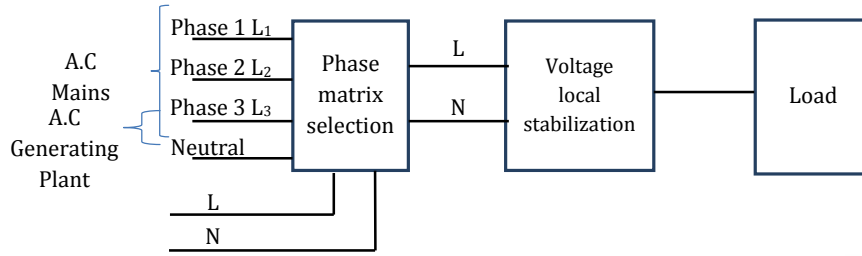 A.C
Mains
A.C
Generating
Plant
Phase 1 L₁
Phase 2 L₂
Phase 3 L₃
Neutral
L
N
Phase
matrix
selection
L
N
Voltage
local
stabilization
Load